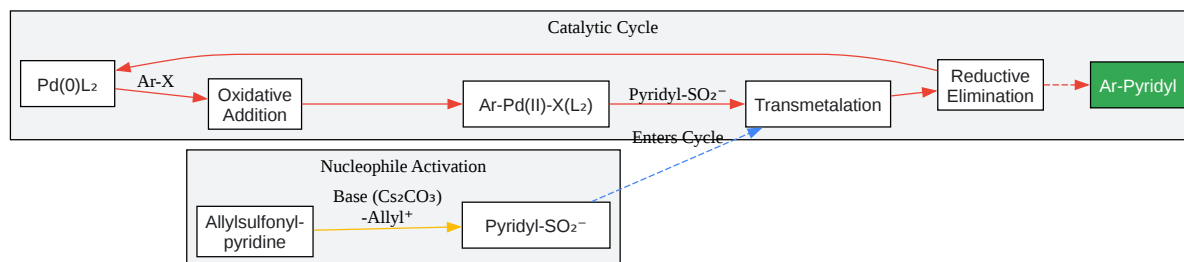 Catalytic Cycle
Pd(0)L₂
Ar-X
Oxidative
Addition
Ar-Pd(II)-X(L₂)
Pyridyl-SO₂⁻
Transmetalation
Reductive
Elimination
Ar-Pyridyl
Enters Cycle
Nucleophile Activation
Allylsulfonyl-
pyridine
Base (Cs₂CO₃)
-Allyl⁺
Pyridyl-SO₂⁻